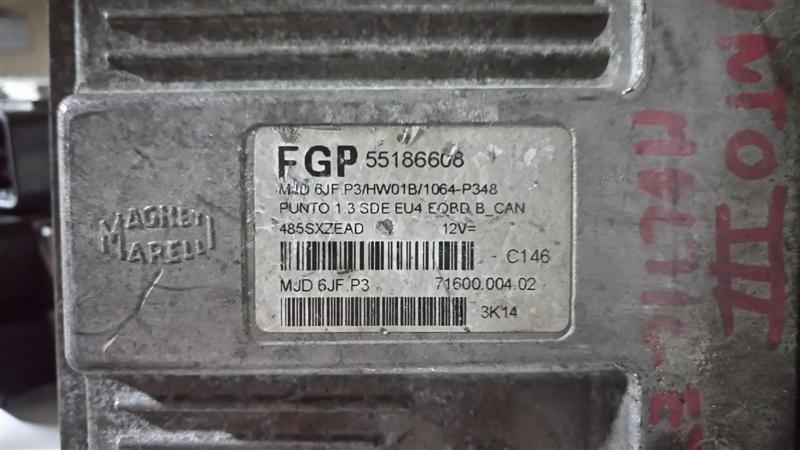 MAGNETI
MARELLI
FGP 55186608
MJD 6JF.P3/HW01B/1064-P348
PUNTO 1.3 SDE EU4 EOBD B_CAN
485SXZEAD 12V=
C146
MJD 6JF.P3 71600.004.02
3K14
III